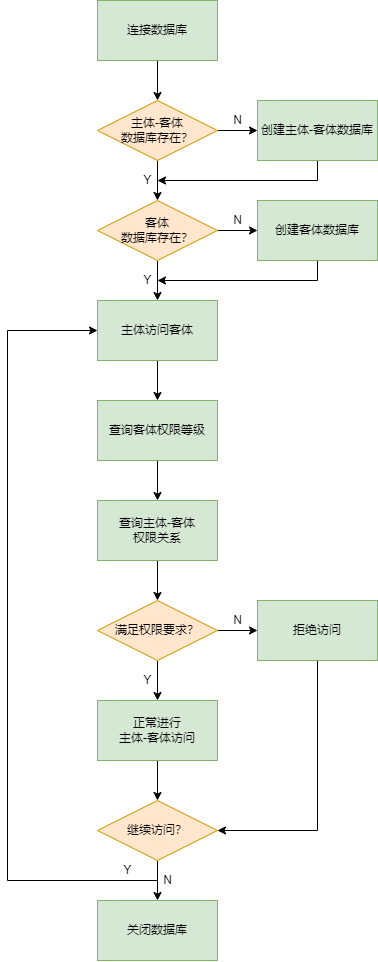 连接数据库
主体-客体
数据库存在?
N
创建主体-客体数据库
Y
客体
数据库存在?
N
创建客体数据库
Y
主体访问客体
查询客体权限等级
查询主体-客体
权限关系
满足权限要求?
N
拒绝访问
Y
正常进行
主体-客体访问
继续访问?
Y
N
关闭数据库